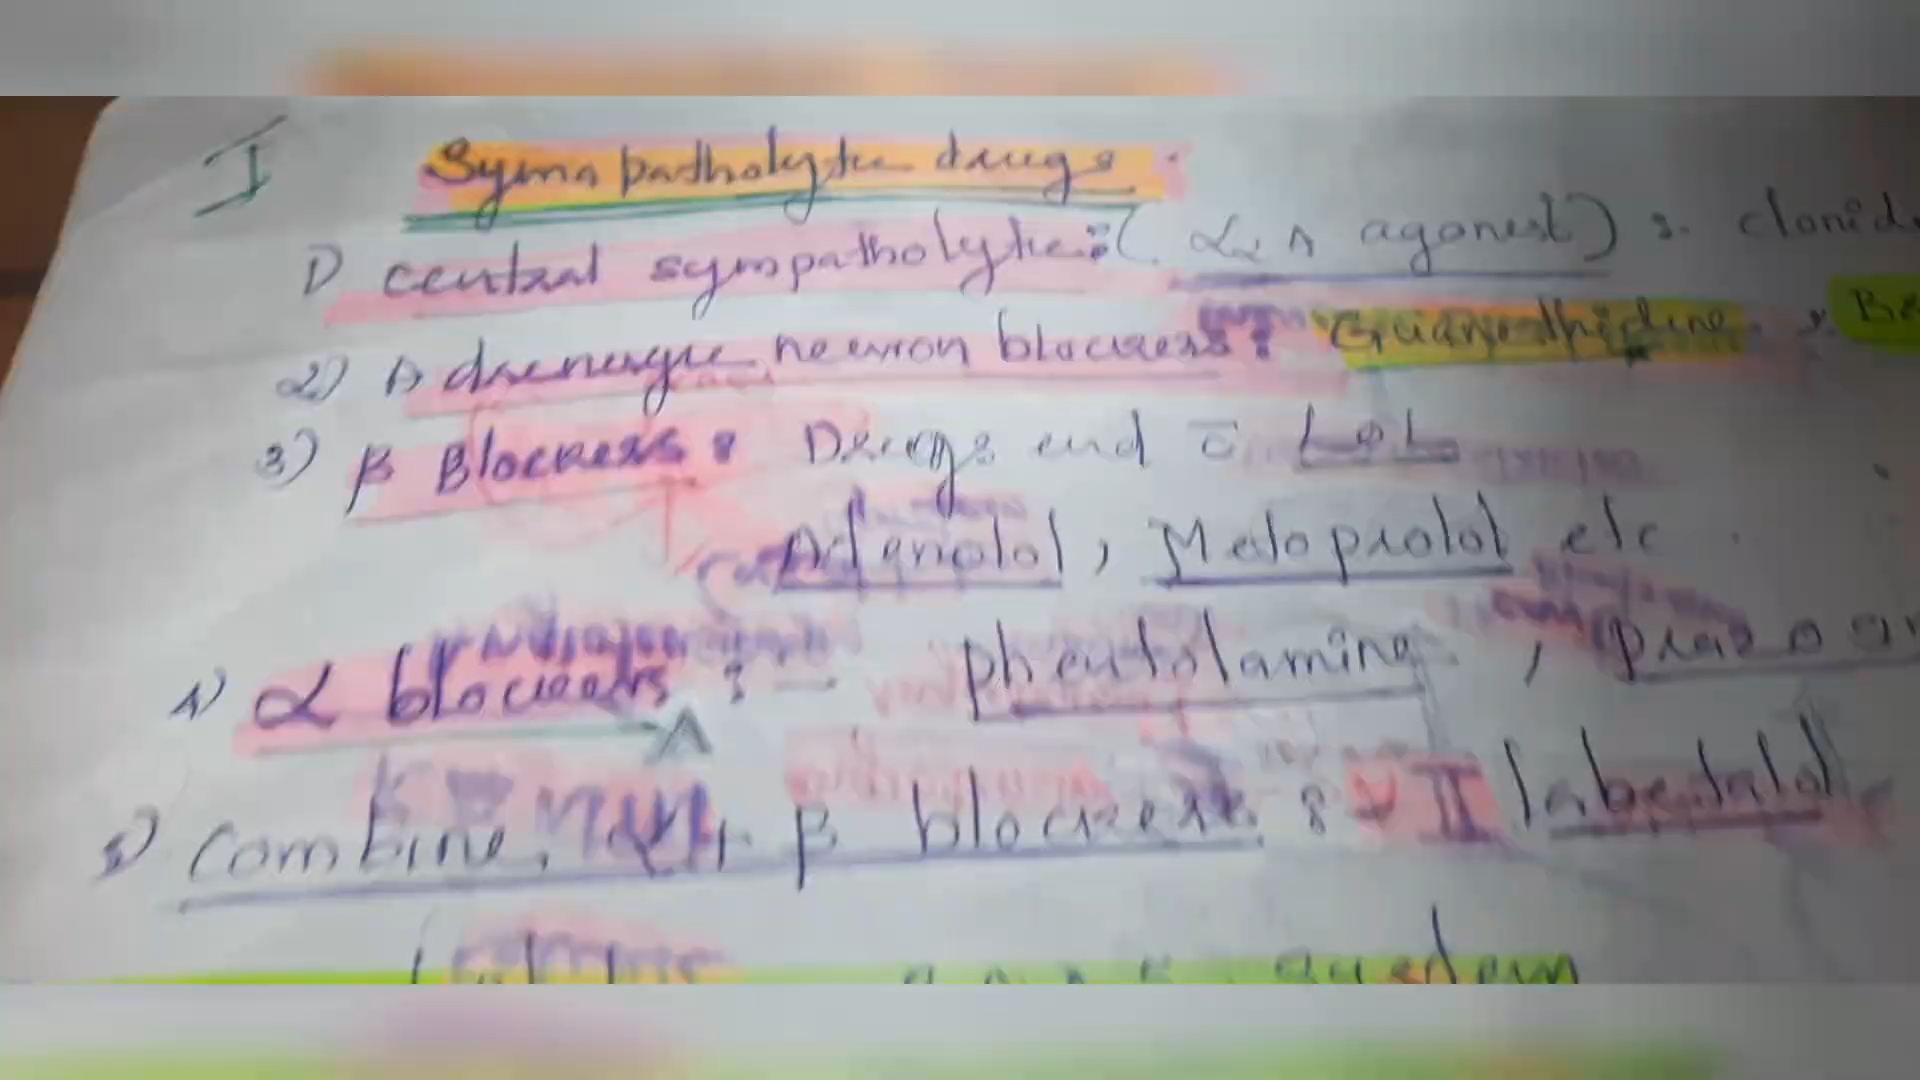 I Sympatholytic drugs
1) central sympatholytic: (α2A agonist) :- clonid
2) Adrenergic neuron blockers: Guanethidine, Be
3) β Blockers: Drugs end c̄ LOL
Atenolol, Metoprolol etc
4) α blockers :- phentolamine, prazo
5) combine, β blockers :- labetalol